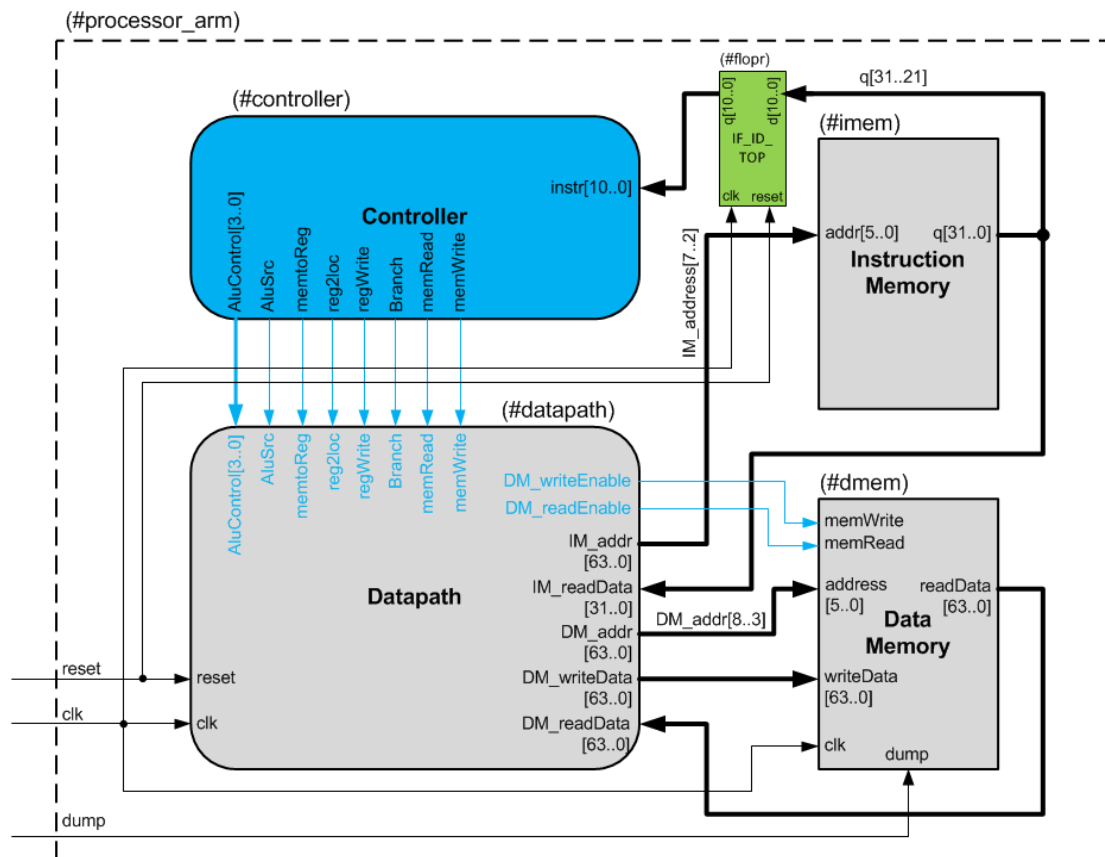 (#processor_arm)
(#flopr)
q[31..21]
(#controller)
q[10..0]
d[10..0]
IF_ID_
TOP
clk
reset
(#imem)
instr[10..0]
Controller
addr[5..0]
q[31..0]
Instruction
Memory
IM_address[7..2]
AluControl[3..0]
AluSrc
memtoReg
reg2loc
regWrite
Branch
memRead
memWrite
(#datapath)
AluControl[3..0]
AluSrc
memtoReg
reg2loc
regWrite
Branch
memRead
memWrite
DM_writeEnable
DM_readEnable
IM_addr
[63..0]
IM_readData
[31..0]
DM_addr
[63..0]
DM_writeData
[63..0]
DM_readData
[63..0]
Datapath
reset
clk
DM_addr[8..3]
(#dmem)
memWrite
memRead
address
[5..0]
readData
[63..0]
Data
Memory
writeData
[63..0]
clk
dump
reset
clk
dump